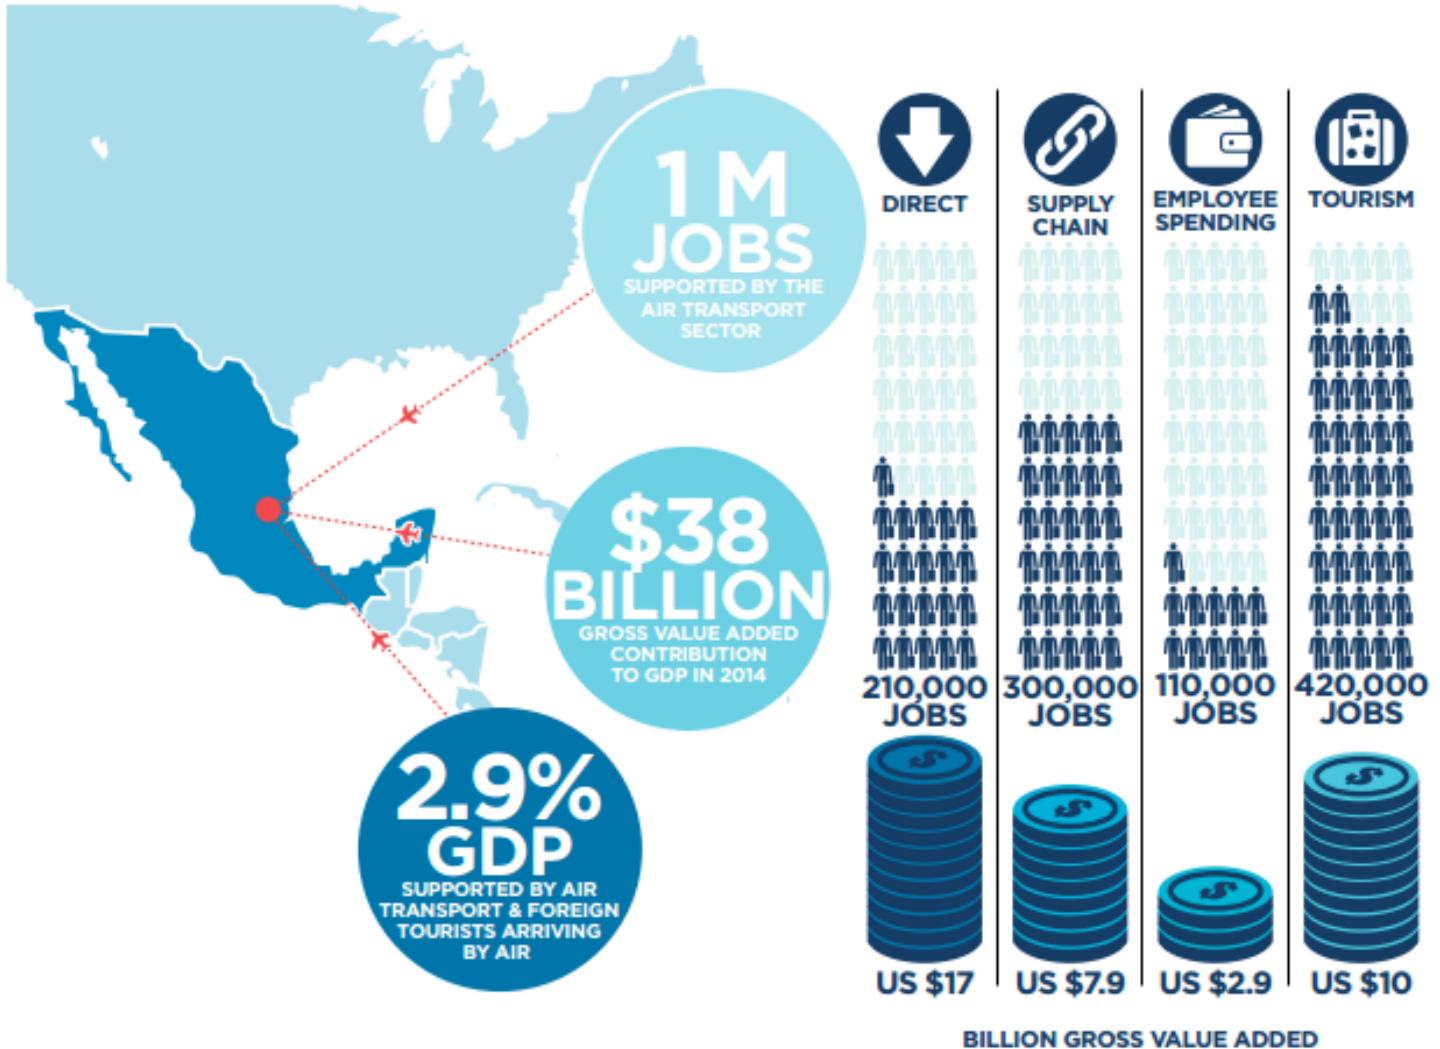 1 M
JOBS
SUPPORTED BY THE
AIR TRANSPORT
SECTOR
$38
BILLION
GROSS VALUE ADDED
CONTRIBUTION
TO GDP IN 2014
2.9%
GDP
SUPPORTED BY AIR
TRANSPORT & FOREIGN
TOURISTS ARRIVING
BY AIR
DIRECT
210,000
JOBS
US $17
SUPPLY
CHAIN
300,000
JOBS
US $7.9
EMPLOYEE
SPENDING
110,000
JOBS
US $2.9
TOURISM
420,000
JOBS
US $10
BILLION GROSS VALUE ADDED